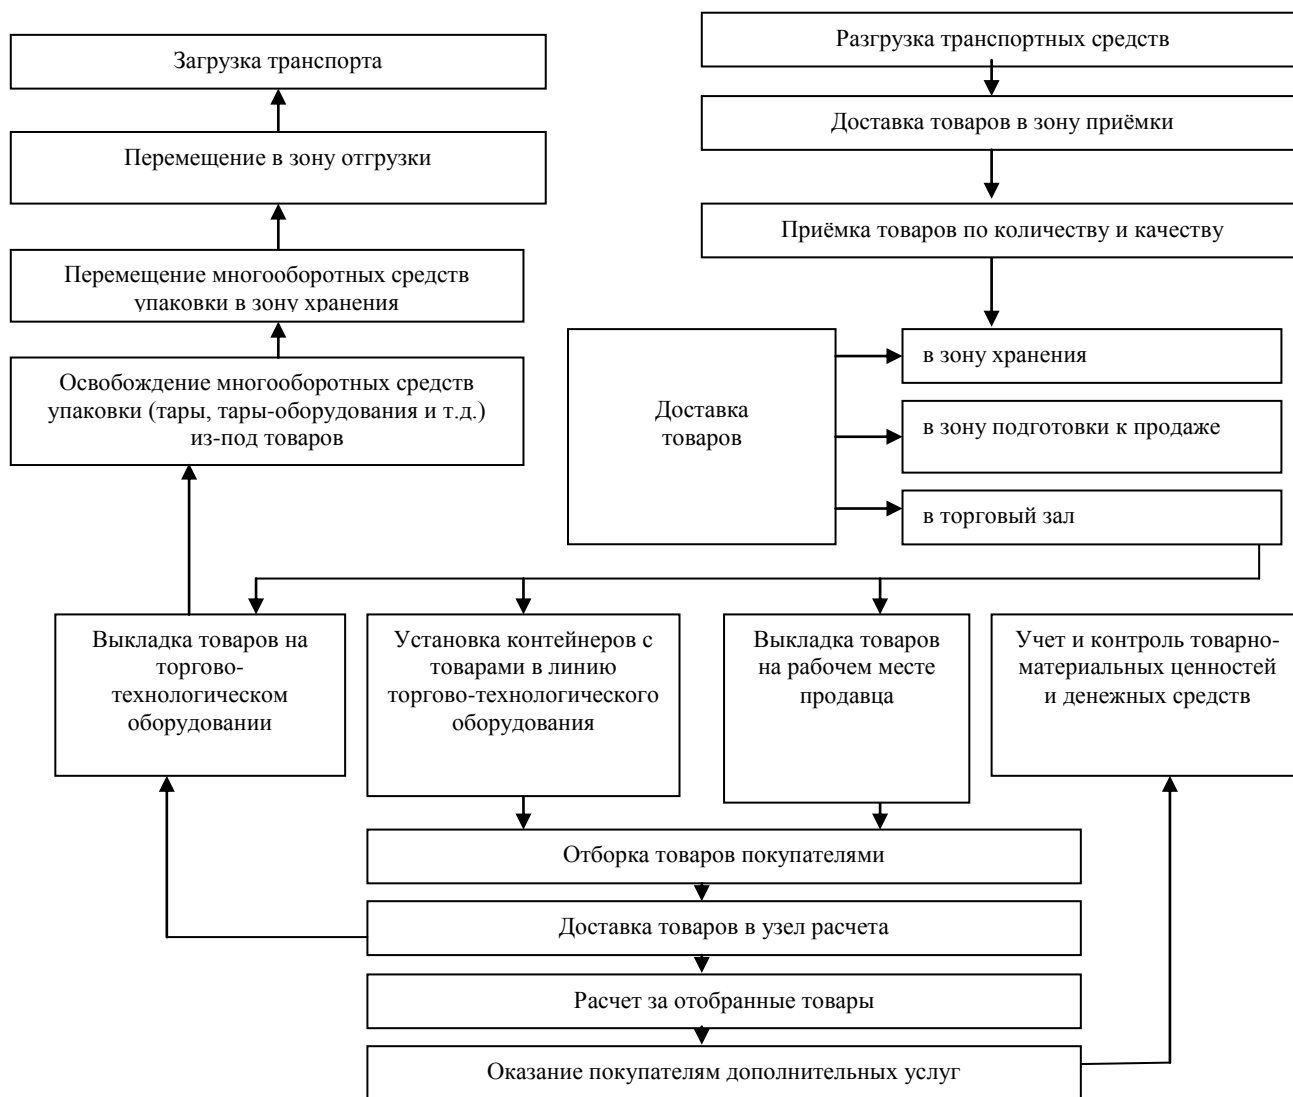 Разгрузка транспортных средств
Загрузка транспорта
Доставка товаров в зону приёмки
Перемещение в зону отгрузки
Приёмка товаров по количеству и качеству
Перемещение многооборотных средств
упаковки в зону хранения
в зону хранения
Освобождение многооборотных средств
упаковки (тары, тары-оборудования и т.д.)
из-под товаров
Доставка
товаров
в зону подготовки к продаже
в торговый зал
Выкладка товаров на
торгово-
технологическом
оборудовании
Установка контейнеров с
товарами в линию
торгово-технологического
оборудования
Выкладка товаров
на рабочем месте
продавца
Учет и контроль товарно-
материальных ценностей
и денежных средств
Отборка товаров покупателями
Доставка товаров в узел расчета
Расчет за отобранные товары
Оказание покупателям дополнительных услуг